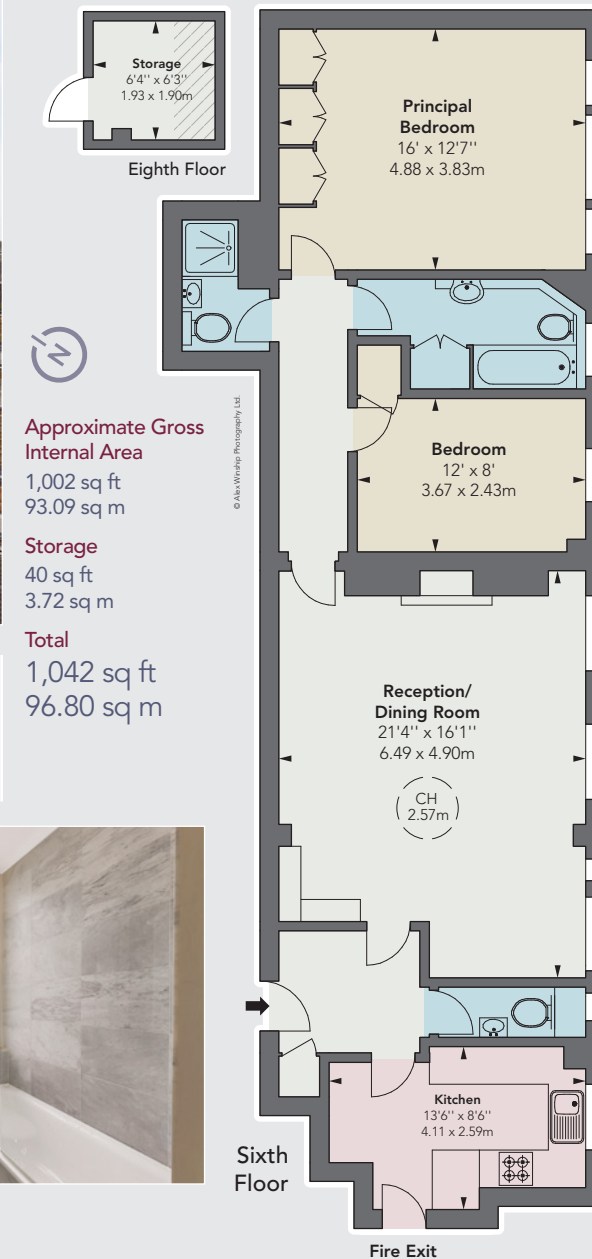 Storage
6'4'' x 6'3''
1.93 x 1.90m
Eighth Floor
Principal
Bedroom
16' x 12'7''
4.88 x 3.83m
N
Approximate Gross
Internal Area
1,002 sq ft
93.09 sq m
Storage
40 sq ft
3.72 sq m
Total
1,042 sq ft
96.80 sq m
© Alex Winship Photography Ltd.
Bedroom
12' x 8'
3.67 x 2.43m
Reception/
Dining Room
21'4'' x 16'1''
6.49 x 4.90m
CH
2.57m
Kitchen
13'6'' x 8'6''
4.11 x 2.59m
Sixth
Floor
Fire Exit